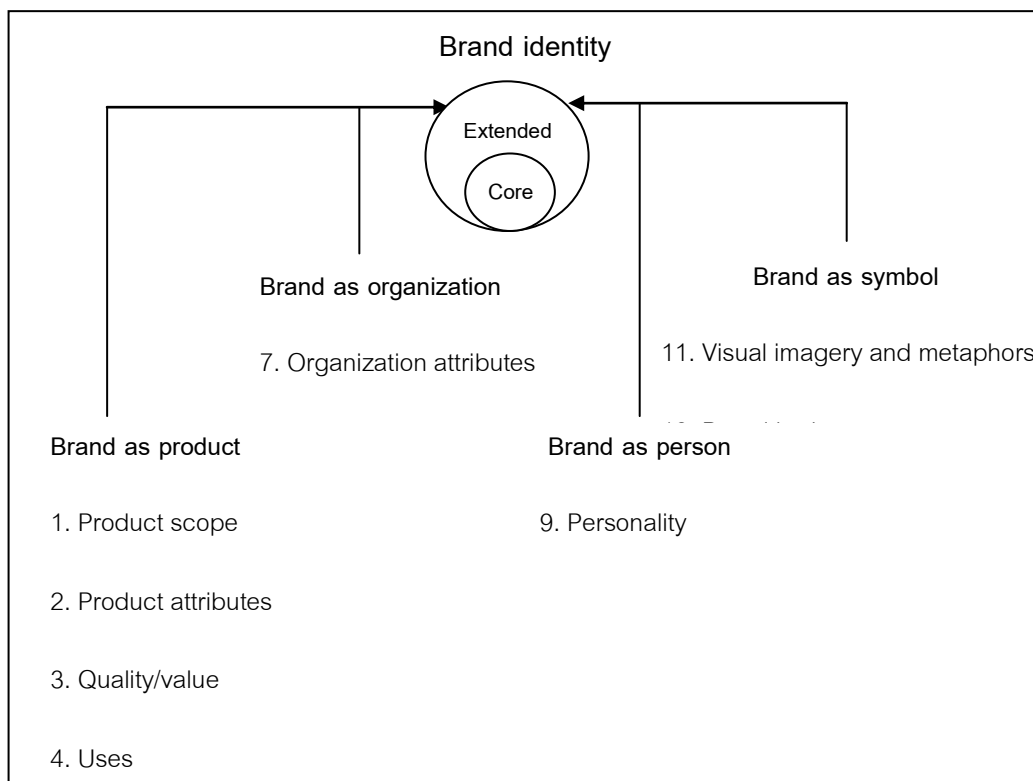 Brand identity
Extended
Core
Brand as organization
7. Organization attributes
Brand as symbol
11. Visual imagery and metaphors
Brand as product
1. Product scope
2. Product attributes
3. Quality/value
4. Uses
Brand as person
9. Personality